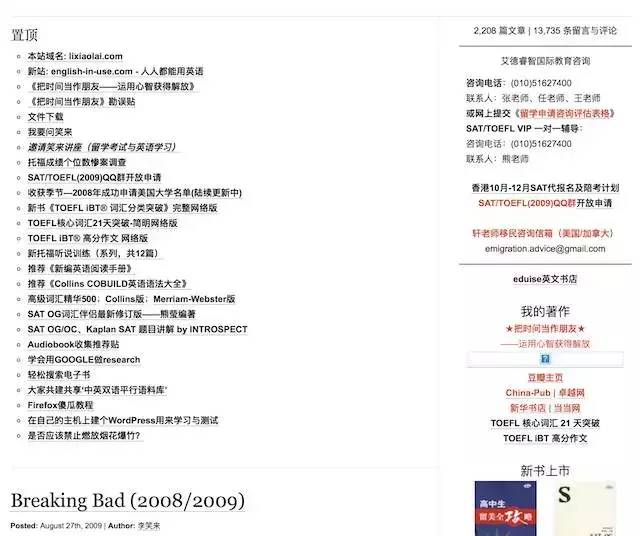 置顶
本站域名: lixiaolai.com
新站: english-in-use.com - 人人都能用英语
《把时间当作朋友——运用心智获得解放》
《把时间当作朋友》勘误贴
文件下载
我要问笑来
邀请笑来讲座（留学考试与英语学习）
托福成绩个位数惨案调查
SAT/TOEFL(2009)QQ群开放申请
收获季节—2008年成功申请美国大学名单(陆续更新中)
新书《TOEFL iBT® 词汇分类突破》完整网络版
TOEFL核心词汇21天突破-简明网络版
TOEFL iBT® 高分作文 网络版
新托福听说训练（系列，共12篇）
推荐《新编英语阅读手册》
推荐《Collins COBUILD英语语法大全》
高级词汇精华500；Collins版；Merriam-Webster版
SAT OG词汇伴侣最新修订版——熊莹编著
SAT OG/OC、Kaplan SAT 题目讲解 by iNTROSPECT
Audiobook收集推荐贴
学会用GOOGLE做research
轻松搜索电子书
大家共建共享'中英双语平行语料库'
Firefox傻瓜教程
在自己的主机上建个WordPress用来学习与测试
是否应该禁止燃放烟花爆竹?
Breaking Bad (2008/2009)
Posted: August 27th, 2009 | Author: 李笑来
2,208 篇文章 | 13,735 条留言与评论
艾德睿智国际教育咨询
咨询电话：(010)51627400
联系人：张老师、任老师、王老师
或网上提交《留学申请咨询评估表格》
SAT/TOEFL VIP 一对一辅导：
咨询电话：(010)51627400
联系人：熊老师
香港10月-12月SAT代报名及陪考计划
SAT/TOEFL(2009)QQ群开放申请
轩老师移民咨询信箱（美国/加拿大）
emigration.advice@gmail.com
eduise英文书店
我的著作
★把时间当作朋友★
——运用心智获得解放
?
豆瓣主页
China-Pub | 卓越网
新华书店 | 当当网
TOEFL 核心词汇 21 天突破
TOEFL iBT 高分作文
新书上市
高中生
留美全攻略
S